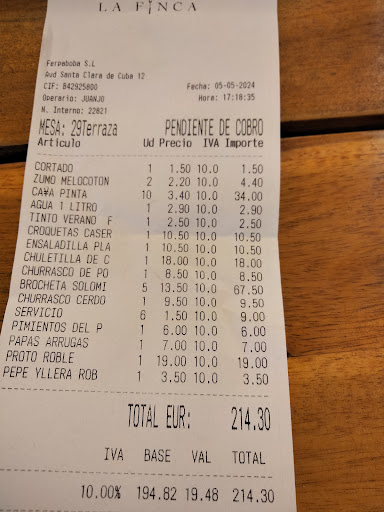 LA FINCA
Ferpaboba S.L
Avd Santa Clara de Cuba 12
CIF: B42925800 Fecha: 05-05-2024
Operario: JUANJO Hora: 17:18:35
N. Interno: 22821
MESA: 29Terraza PENDIENTE DE COBRO
Articulo Ud Precio IVA Importe
CORTADO 1 1.50 10.0 1.50
ZUMO MELOCOTON 2 2.20 10.0 4.40
CA¥A PINTA 10 3.40 10.0 34.00
AGUA 1 LITRO 1 2.90 10.0 2.90
TINTO VERANO F 1 2.50 10.0 2.50
CROQUETAS CASER 1 10.50 10.0 10.50
ENSALADILLA PLA 1 10.50 10.0 10.50
CHULETILLA DE C 1 18.00 10.0 18.00
CHURRASCO DE PO 1 8.50 10.0 8.50
BROCHETA SOLOMI 5 13.50 10.0 67.50
CHURRASCO CERDO 1 9.50 10.0 9.50
SERVICIO 6 1.50 10.0 9.00
PIMIENTOS DEL P 1 6.00 10.0 6.00
PAPAS ARRUGAS 1 7.00 10.0 7.00
PROTO ROBLE 1 19.00 10.0 19.00
PEPE YLLERA ROB 1 3.50 10.0 3.50
TOTAL EUR: 214.30
IVA BASE VAL TOTAL
10.00% 194.82 19.48 214.30